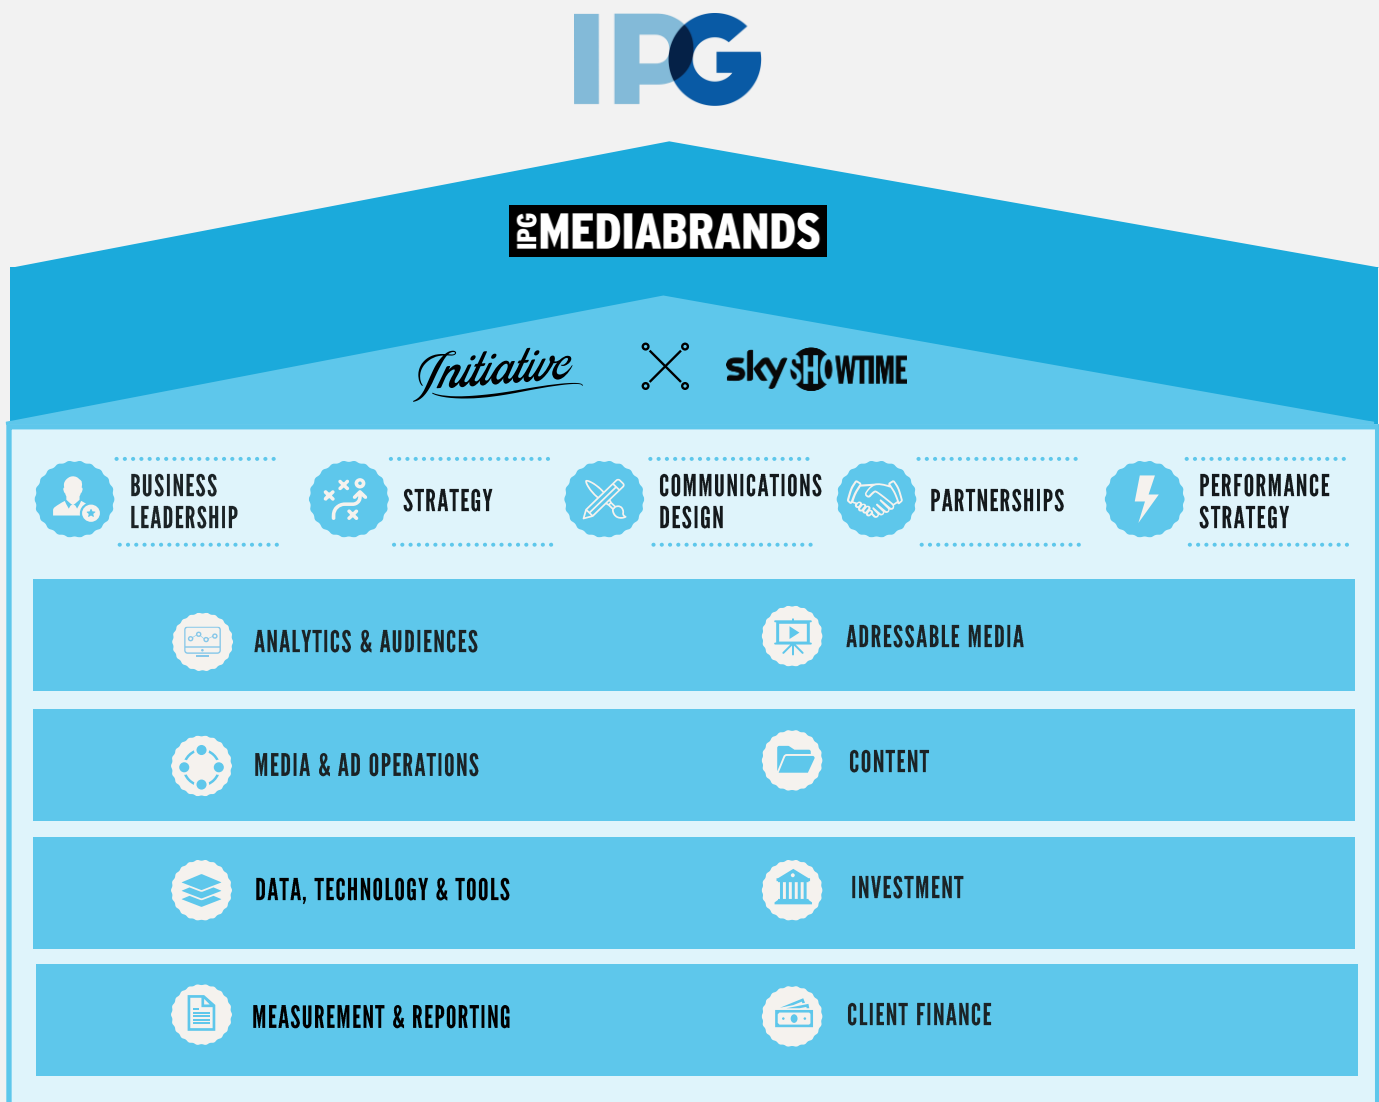 IPG
IPG MEDIABRANDS
Initiative
sky SHOWTIME
BUSINESS
LEADERSHIP
STRATEGY
COMMUNICATIONS
DESIGN
PARTNERSHIPS
PERFORMANCE
STRATEGY
ANALYTICS & AUDIENCES
ADRESSABLE MEDIA
MEDIA & AD OPERATIONS
CONTENT
DATA, TECHNOLOGY & TOOLS
INVESTMENT
MEASUREMENT & REPORTING
CLIENT FINANCE